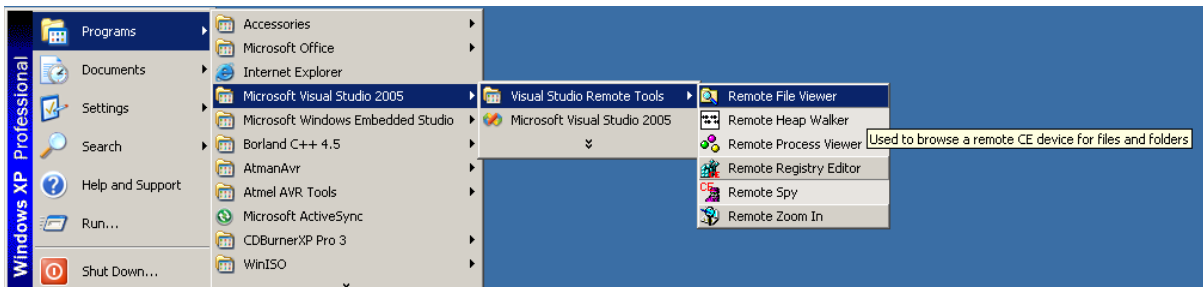 Windows XP Professional
Programs
Documents
Settings
Search
Help and Support
Run...
Shut Down...
Accessories
Microsoft Office
Internet Explorer
Microsoft Visual Studio 2005
Microsoft Windows Embedded Studio
Borland C++ 4.5
AtmanAvr
Atmel AVR Tools
Microsoft ActiveSync
CDBurnerXP Pro 3
WinISO
Visual Studio Remote Tools
Microsoft Visual Studio 2005
Remote File Viewer
Remote Heap Walker
Remote Process Viewer
Used to browse a remote CE device for files and folders
Remote Registry Editor
CE
Remote Spy
Remote Zoom In